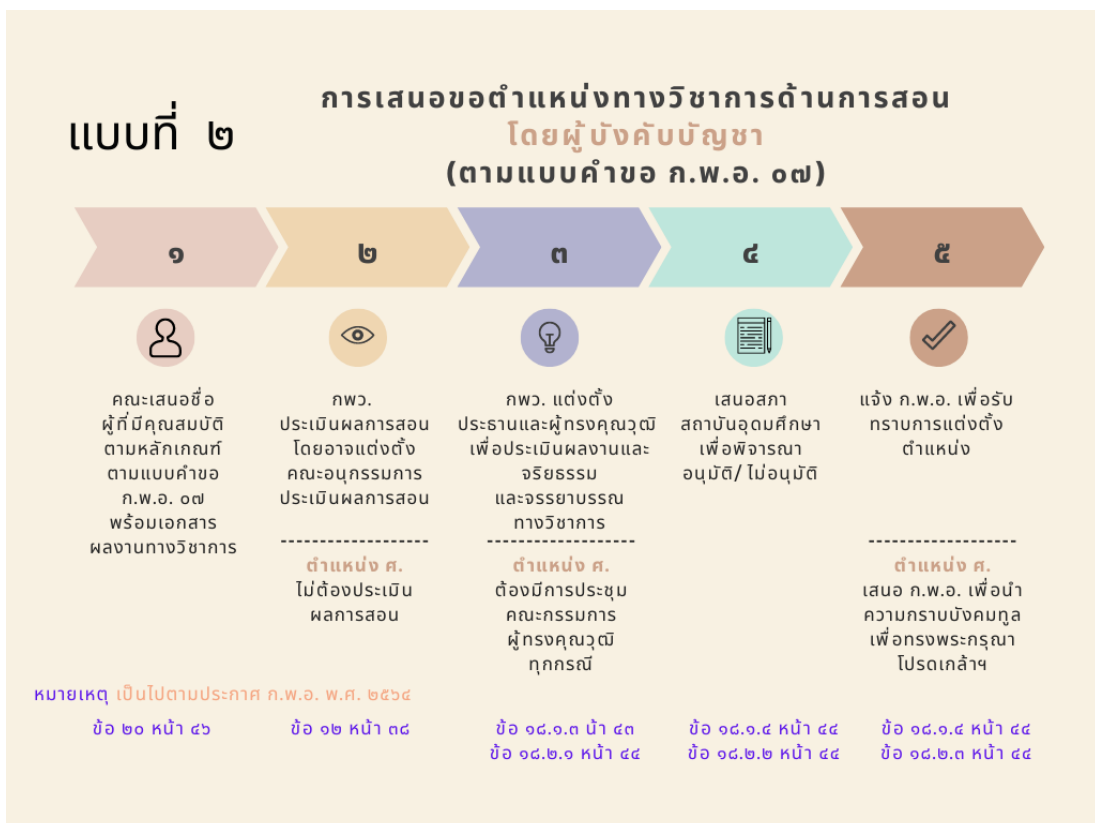 แบบที่ ๒
การเสนอขอตำแหน่งทางวิชาการด้านการสอน
โดยผู้บังคับบัญชา
(ตามแบบคำขอ ก.พ.อ. ๐๗)
๑
๒
๓
๔
๕
คณะเสนอชื่อ
ผู้ที่มีคุณสมบัติ
ตามหลักเกณฑ์
ตามแบบคำขอ
ก.พ.อ. ๐๗
พร้อมเอกสาร
ผลงานทางวิชาการ
กพว.
ประเมินผลการสอน
โดยอาจแต่งตั้ง
คณะอนุกรรมการ
ประเมินผลการสอน
ตำแหน่ง ศ.
ไม่ต้องประเมิน
ผลการสอน
กพว. แต่งตั้ง
ประธานและผู้ทรงคุณวุฒิ
เพื่อประเมินผลงานและ
จริยธรรม
และจรรยาบรรณ
ทางวิชาการ
ตำแหน่ง ศ.
ต้องมีการประชุม
คณะกรรมการ
ผู้ทรงคุณวุฒิ
ทุกกรณี
เสนอสภา
สถาบันอุดมศึกษา
เพื่อพิจารณา
อนุมัติ/ ไม่อนุมัติ
แจ้ง ก.พ.อ. เพื่อรับ
ทราบการแต่งตั้ง
ตำแหน่ง
ตำแหน่ง ศ.
เสนอ ก.พ.อ. เพื่อนำ
ความกราบบังคมทูล
เพื่อทรงพระกรุณา
โปรดเกล้าฯ
หมายเหตุ เป็นไปตามประกาศ ก.พ.อ. พ.ศ. ๒๕๖๔
ข้อ ๒๐ หน้า ๔๖
ข้อ ๑๒ หน้า ๓๘
ข้อ ๑๘.๑.๓ น้า ๔๓
ข้อ ๑๘.๒.๑ หน้า ๔๔
ข้อ ๑๘.๑.๔ หน้า ๔๔
ข้อ ๑๘.๒.๒ หน้า ๔๔
ข้อ ๑๘.๑.๔ หน้า ๔๔
ข้อ ๑๘.๒.๓ หน้า ๔๔